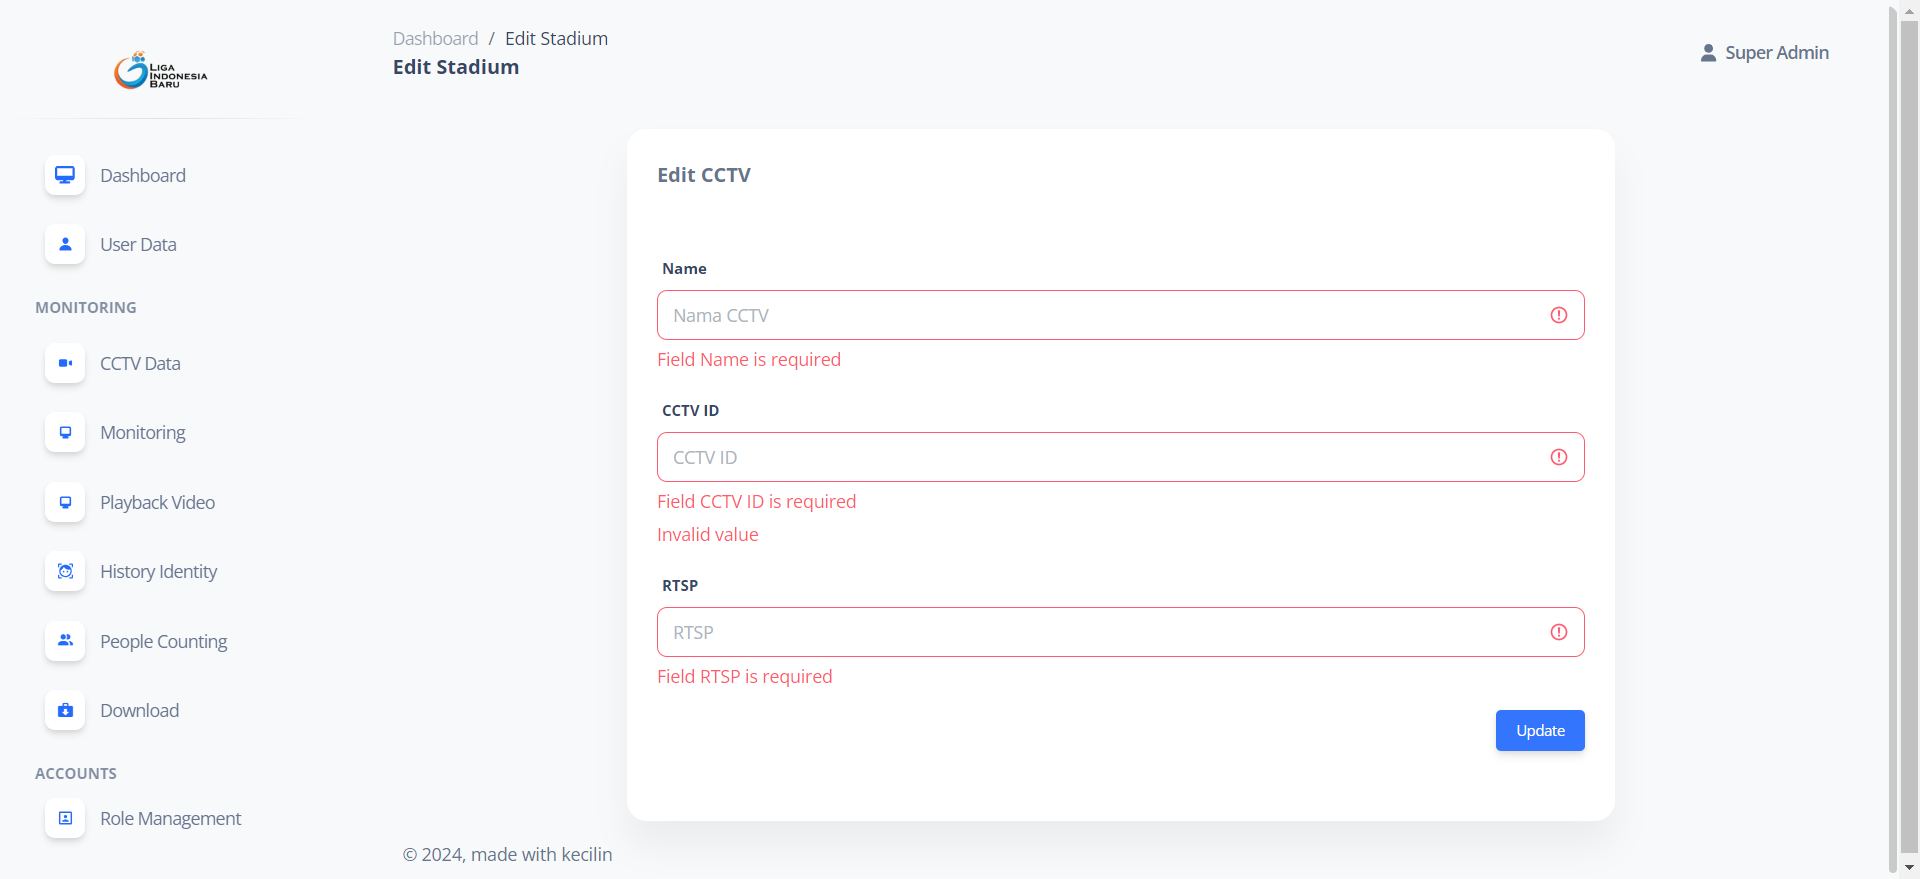 LIGA
INDONESIA
BARU
Dashboard / Edit Stadium
Edit Stadium
Super Admin
Dashboard
User Data
MONITORING
CCTV Data
Monitoring
Playback Video
History Identity
People Counting
Download
ACCOUNTS
Role Management
Edit CCTV
Name
Nama CCTV
Field Name is required
CCTV ID
CCTV ID
Field CCTV ID is required
Invalid value
RTSP
RTSP
Field RTSP is required
Update
© 2024, made with kecilin